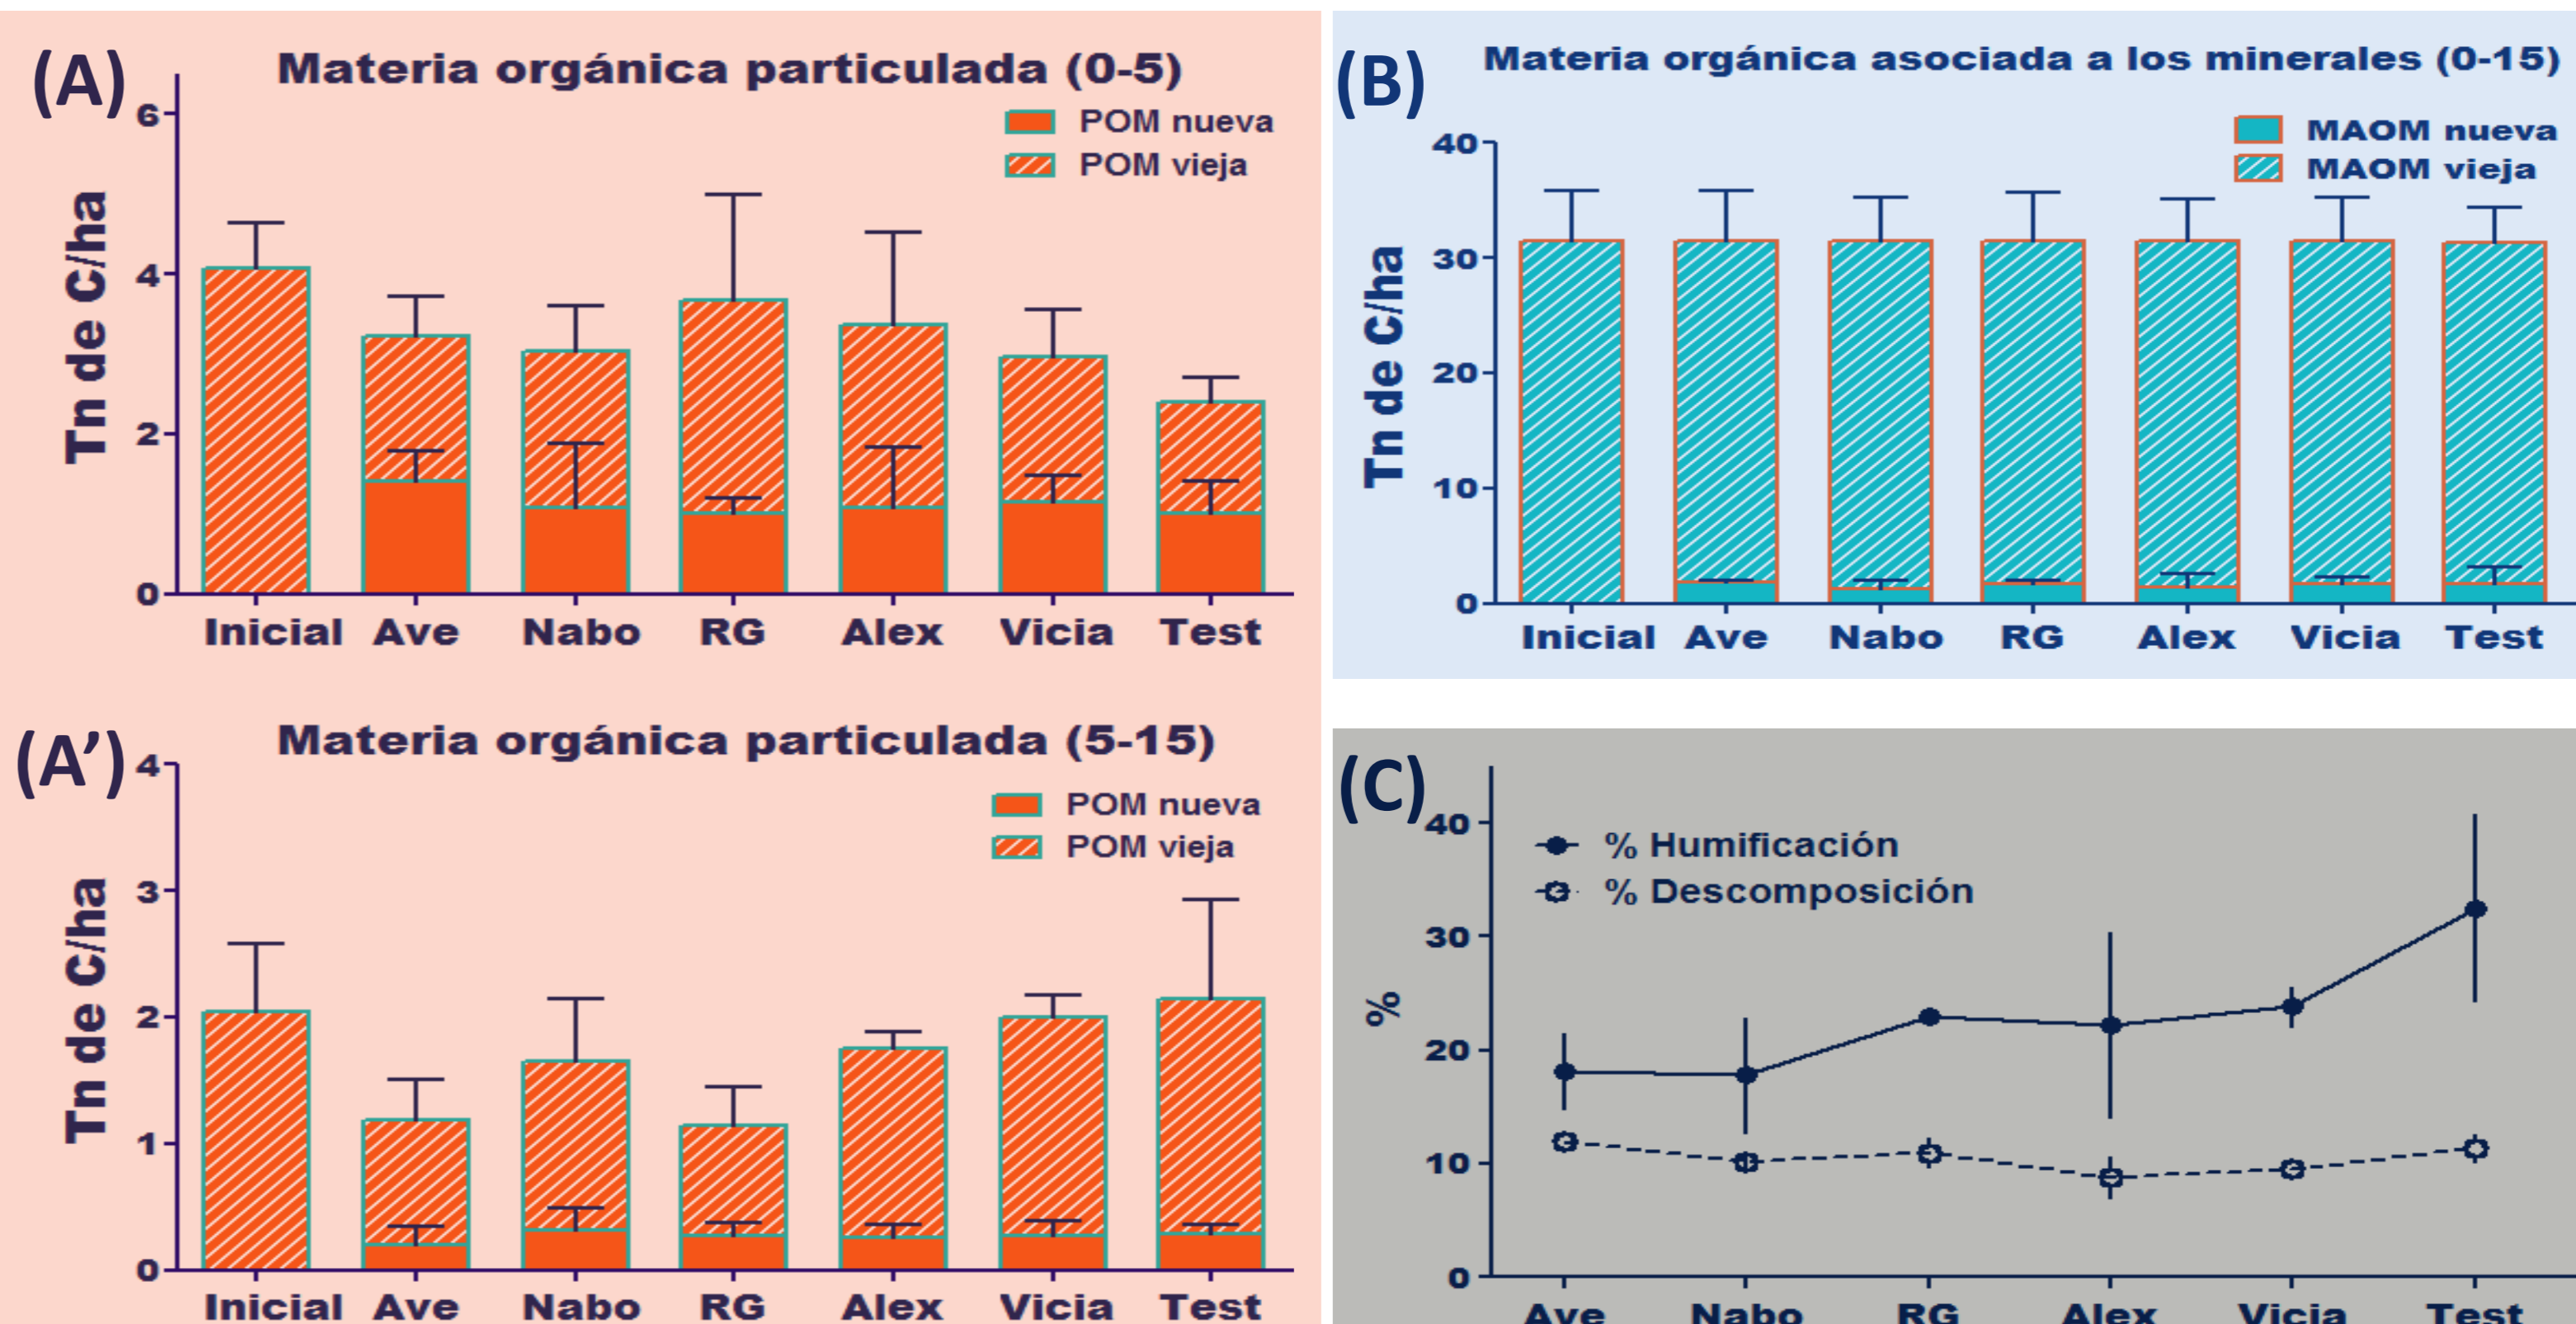 (A)
Materia orgánica particulada (0-5)
POM nueva
POM vieja
Tn de C/ha
6
4
2
0
Inicial Ave Nabo RG Alex Vicia Test
(B)
Materia orgánica asociada a los minerales (0-15)
MAOM nueva
MAOM vieja
Tn de C/ha
40
30
20
10
0
Inicial Ave Nabo RG Alex Vicia Test
(A')
Materia orgánica particulada (5-15)
POM nueva
POM vieja
Tn de C/ha
4
3
2
1
0
Inicial Ave Nabo RG Alex Vicia Test
(C)
% Humificación
% Descomposición
%
40
30
20
10
0
Ave Nabo RG Alex Vicia Test